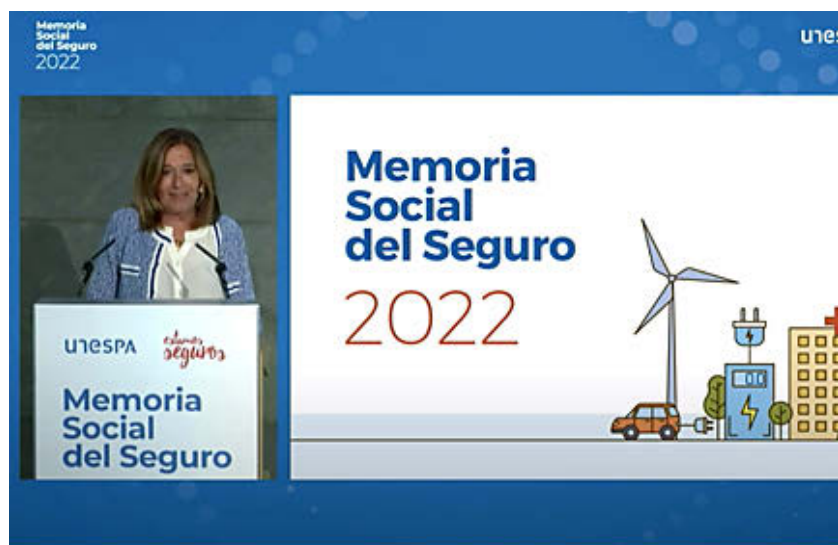 Memoria
Social
del Seguro
2022
unespa
Memoria
Social
del Seguro
2022
unespa
estamos
seguros
Memoria
Social
del Seguro